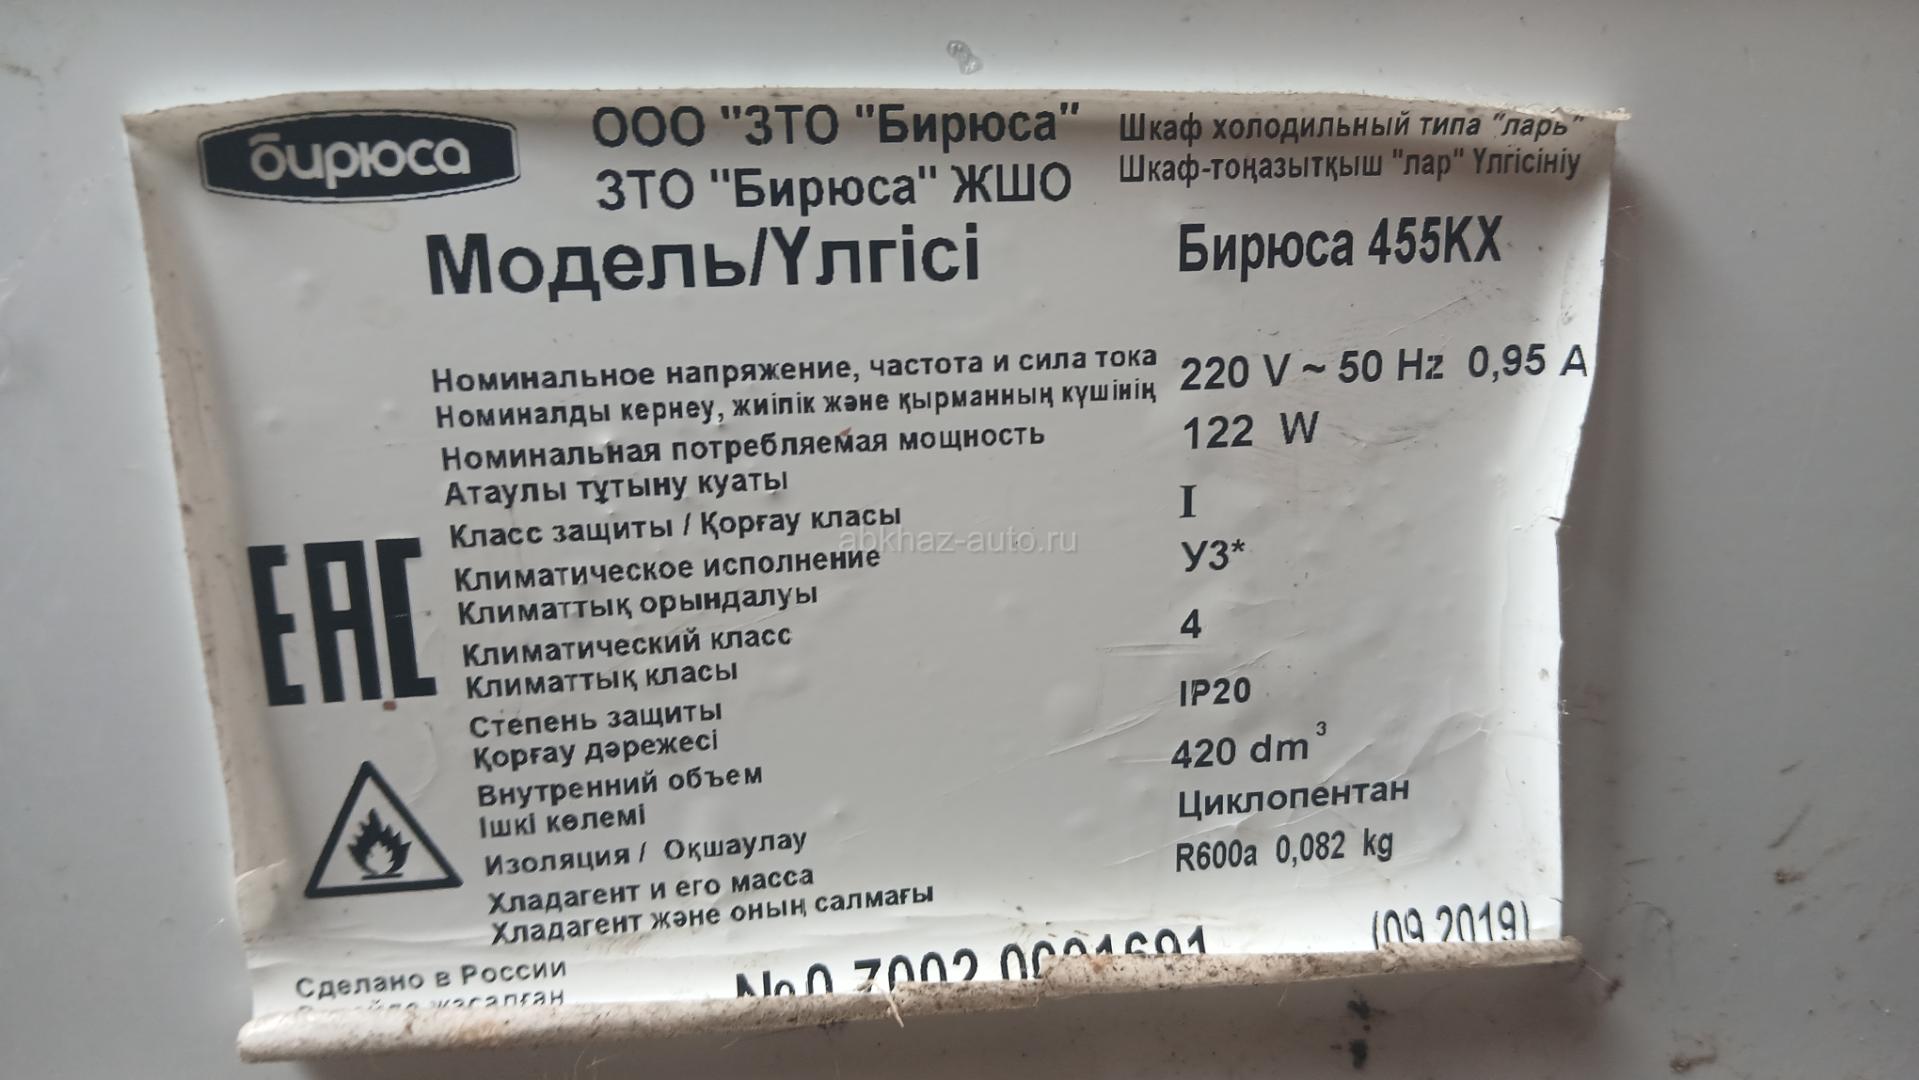 бирюса
ООО "ЗТО "Бирюса"
ЗТО "Бирюса" ЖШО
Шкаф холодильный типа "ларь"
Шкаф-тоңазытқыш "лар" Үлгісініу
Модель/Үлгісі Бирюса 455КХ
Номинальное напряжение, частота и сила тока 220 V ~ 50 Hz 0,95 A
Номиналды кернеу, жиілік және қырманның күшінің
Номинальная потребляемая мощность 122 W
Атаулы тұтыну куаты
Класс защиты / Қорғау класы I
Климатическое исполнение У3*
Климаттық орындалуы
Климатический класс 4
Климаттық класы
Степень защиты IP20
Қорғау дәрежесі
Внутренний объем 420 dm³
Ішкі көлемі
Изоляция / Оқшаулау Циклопентан
Хладагент и его масса R600a 0,082 kg
Хладагент және оның салмағы
ЕАС
Сделано в России
жасалған
(09.2019)
abkhaz-auto.ru